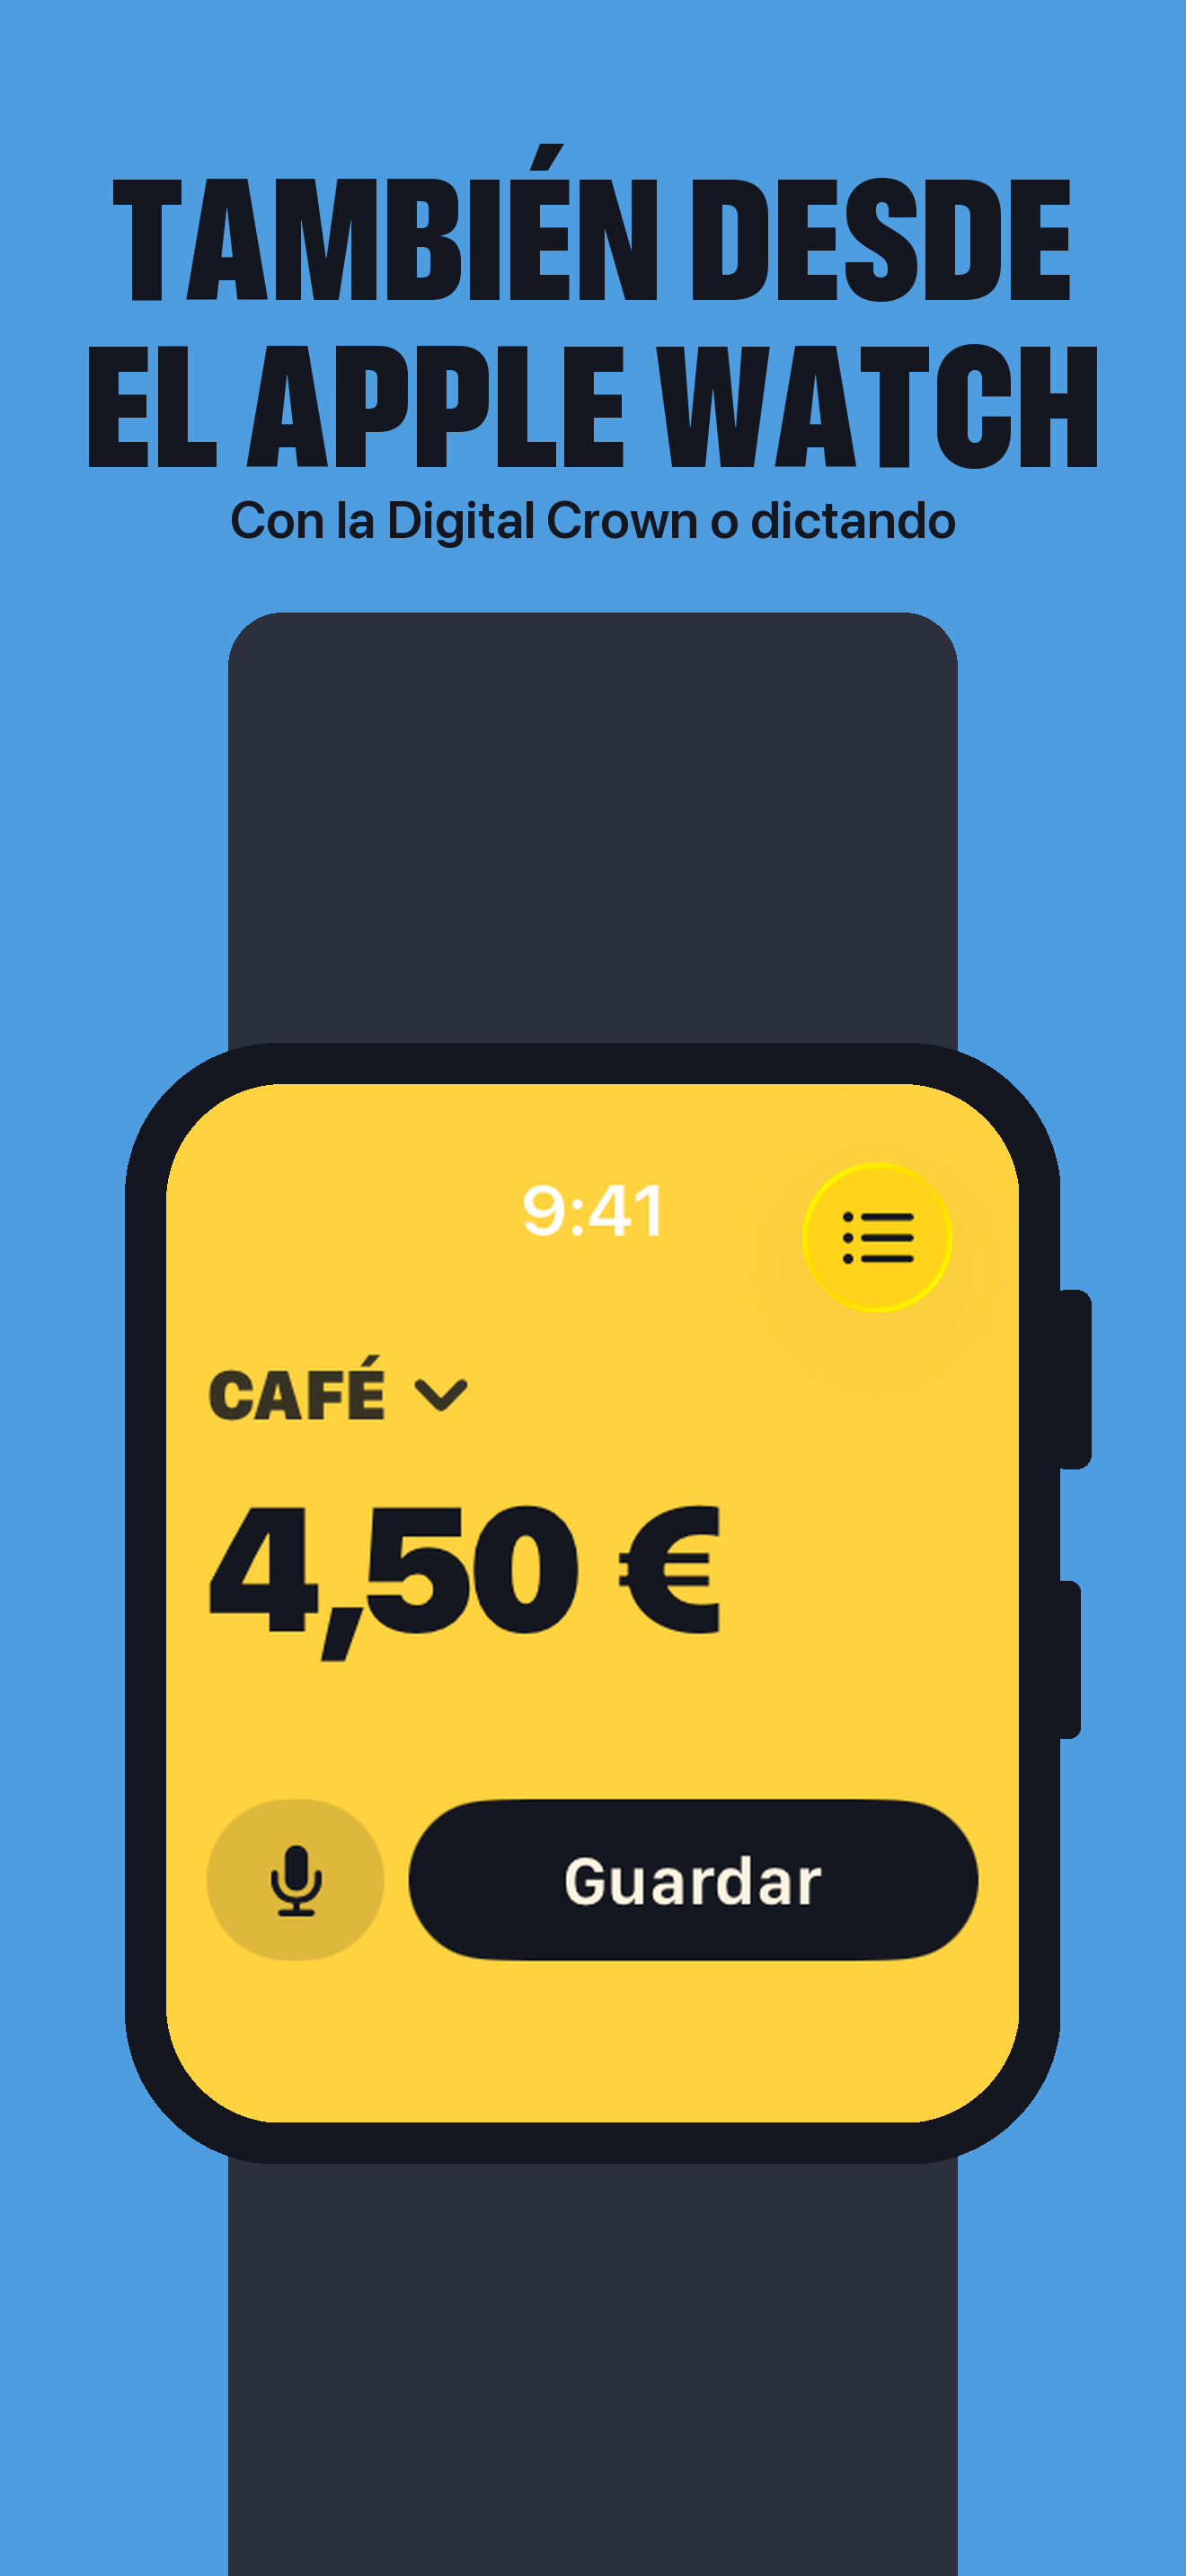 TAMBIÉN DESDE
EL APPLE WATCH
Con la Digital Crown o dictando
9:41
CAFÉ
4,50 €
Guardar